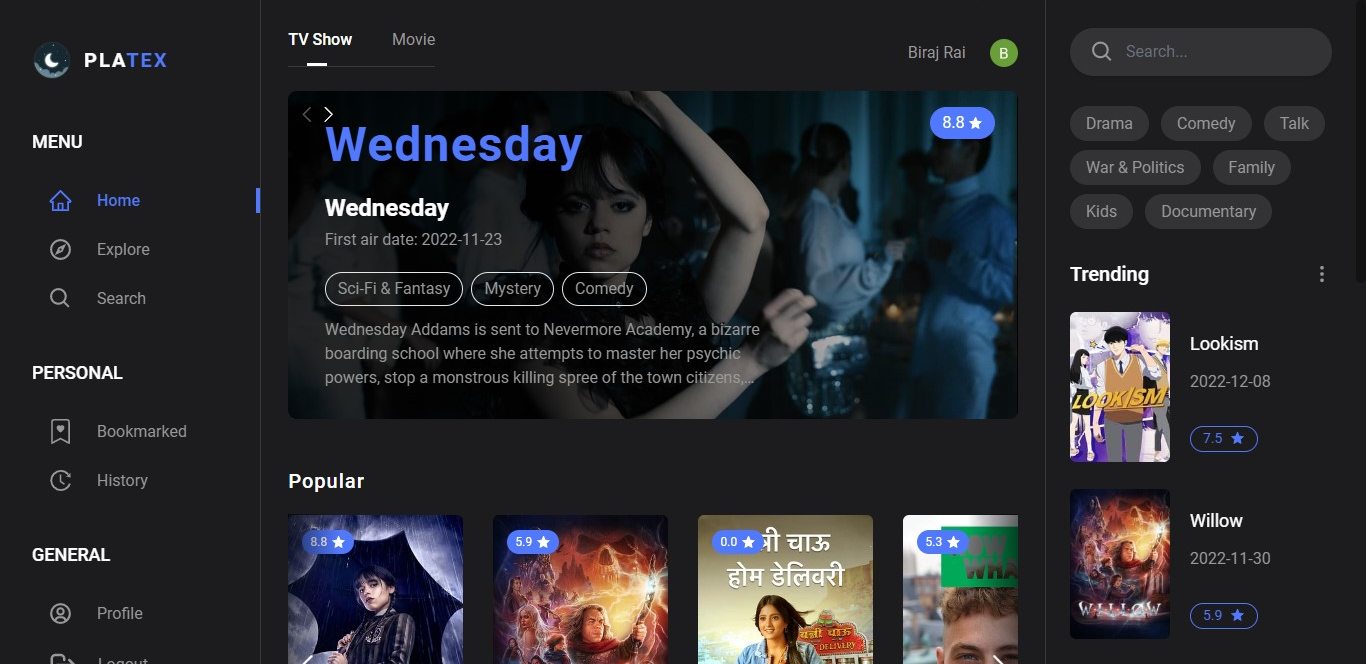 PLATEX
MENU
Home
Explore
Search
PERSONAL
Bookmarked
History
GENERAL
Profile
Logout
TV Show
Movie
Biraj Rai
B
8.8
Wednesday
Wednesday
First air date: 2022-11-23
Sci-Fi & Fantasy
Mystery
Comedy
Wednesday Addams is sent to Nevermore Academy, a bizarre
boarding school where she attempts to master her psychic
powers, stop a monstrous killing spree of the town citizens,...
Popular
8.8
5.9
0.0
चाऊ
होम डेलिवरी
DELIVERY
5.3
Search...
Drama
Comedy
Talk
War & Politics
Family
Kids
Documentary
Trending
LOOKISM
Lookism
2022-12-08
7.5
WILLOW
Willow
2022-11-30
5.9